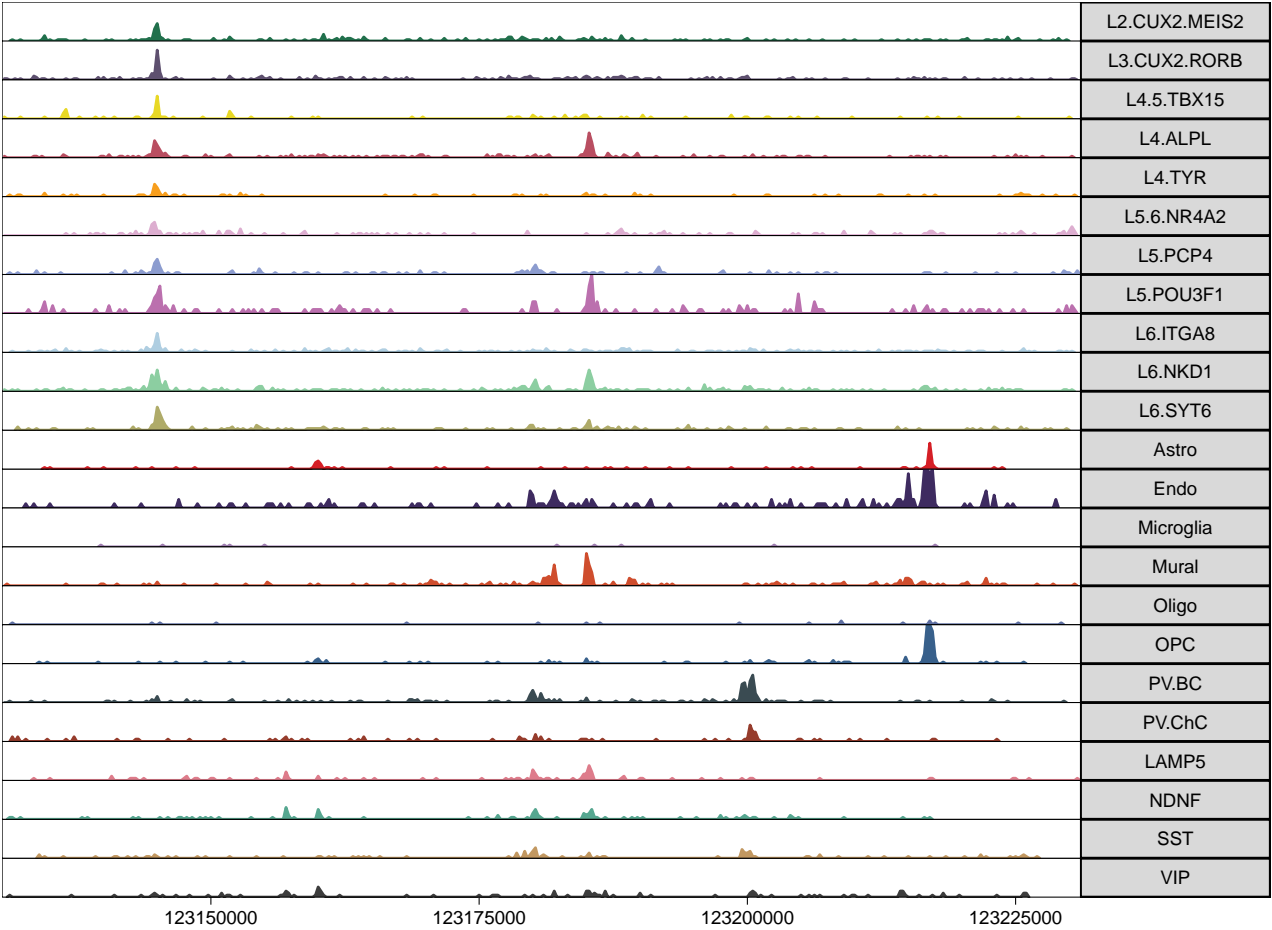 L2.CUX2.MEIS2
L3.CUX2.RORB
L4.5.TBX15
L4.ALPL
L4.TYR
L5.6.NR4A2
L5.PCP4
L5.POU3F1
L6.ITGA8
L6.NKD1
L6.SYT6
Astro
Endo
Microglia
Mural
Oligo
OPC
PV.BC
PV.ChC
LAMP5
NDNF
SST
VIP
123150000 123175000 123200000 123225000